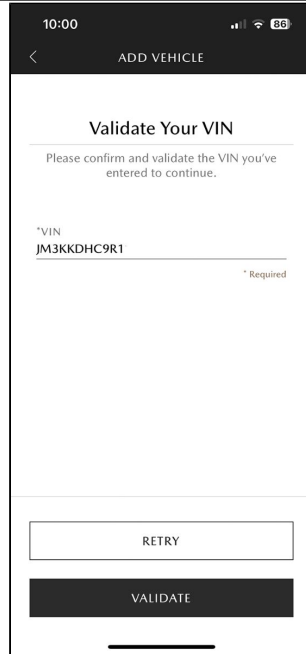 10:00
86
ADD VEHICLE
Validate Your VIN
Please confirm and validate the VIN you've
entered to continue.
*VIN
JM3KKDHC9R1
* Required
RETRY
VALIDATE